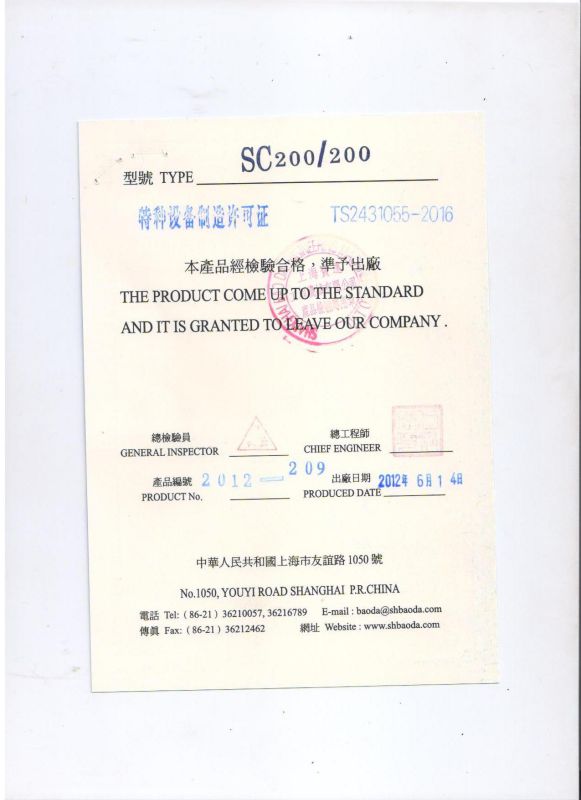 型號 TYPE SC200/200
特种设备制造许可证 TS2431055-2016
本產品經檢驗合格，準予出廠
THE PRODUCT COME UP TO THE STANDARD
AND IT IS GRANTED TO LEAVE OUR COMPANY.
總檢驗員
GENERAL INSPECTOR
總工程師
CHIEF ENGINEER
產品編號 2012-209
PRODUCT No.
出廠日期 2012年 6月14日
PRODUCED DATE
中華人民共和國上海市友誼路 1050 號
No.1050, YOUYI ROAD SHANGHAI P.R.CHINA
電話 Tel: ( 86-21 ) 36210057, 36216789 E-mail : baoda@shbaoda.com
傳眞 Fax: ( 86-21 ) 36212462 網址 Website : www.shbaoda.com